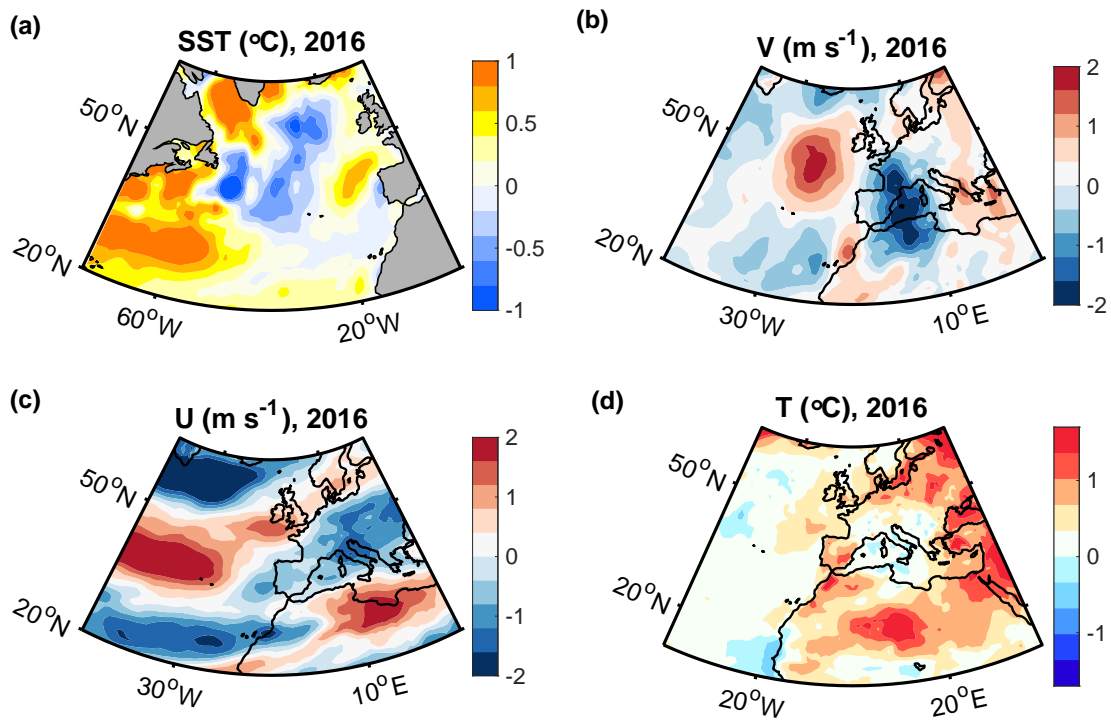 (a)
SST (°C), 2016
50°N
20°N
60°W
20°W
1
0.5
0
-0.5
-1
(b)
V (m s⁻¹), 2016
50°N
20°N
30°W
10°E
2
1
0
-1
-2
(c)
U (m s⁻¹), 2016
50°N
20°N
30°W
10°E
2
1
0
-1
-2
(d)
T (°C), 2016
50°N
20°N
20°W
20°E
1
0
-1